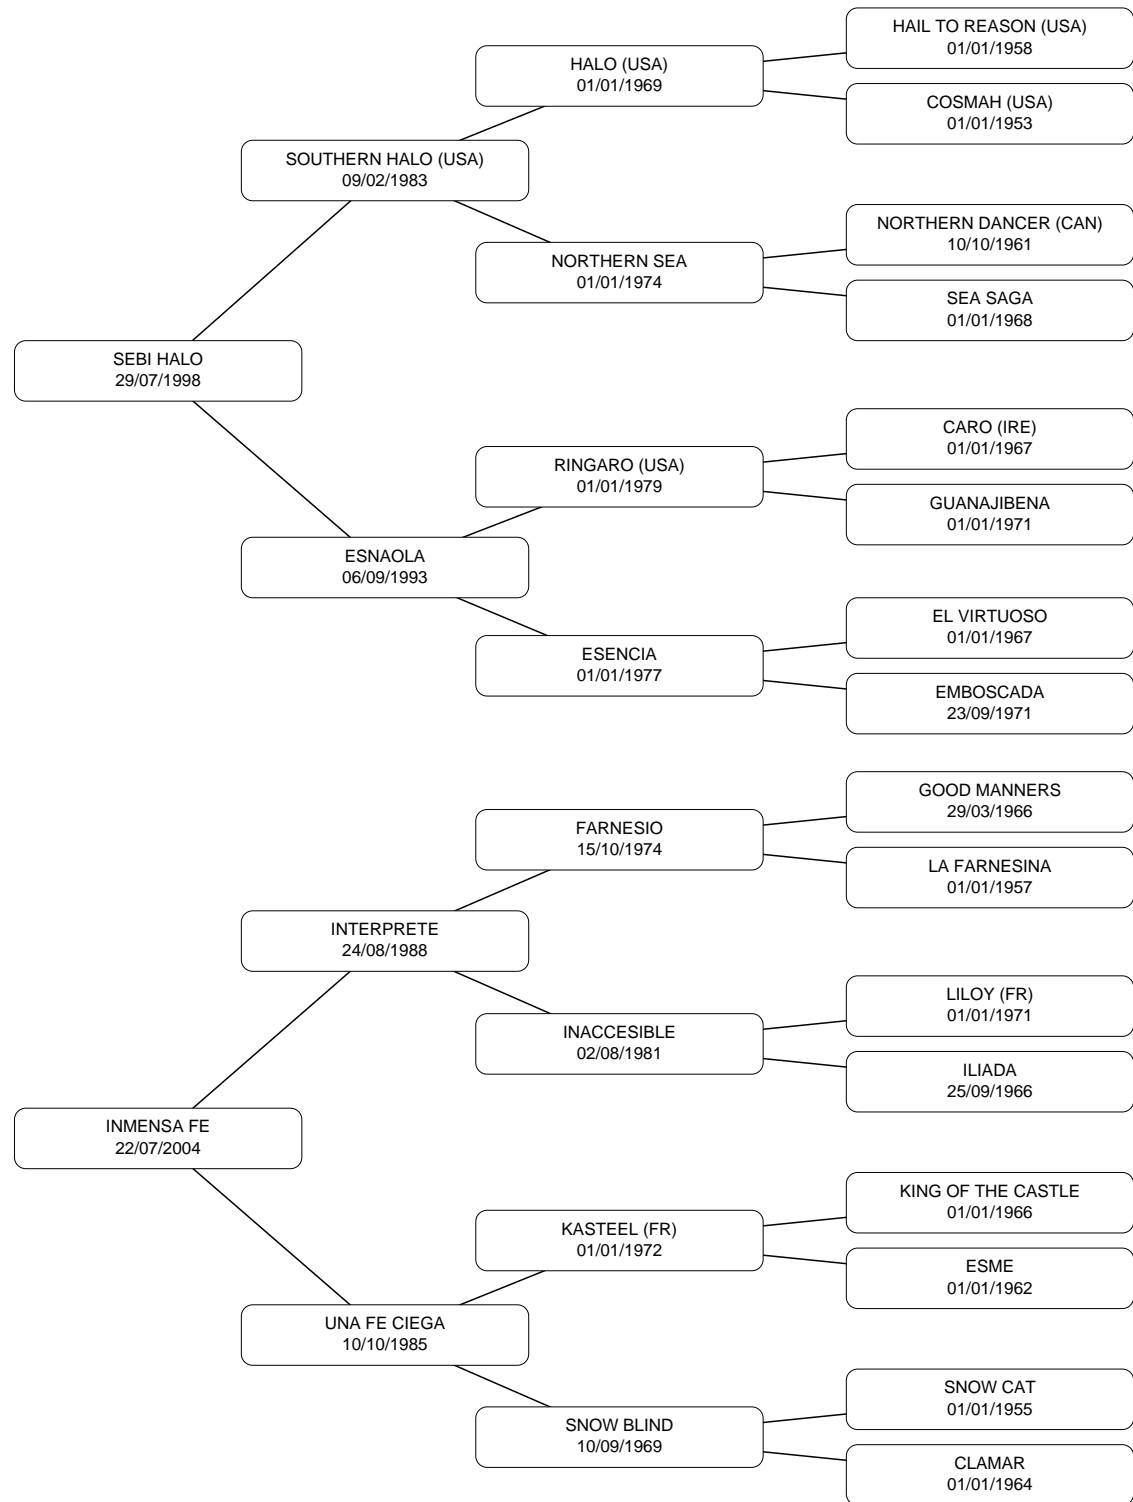 HAIL TO REASON (USA)
01/01/1958
HALO (USA)
01/01/1969
COSMAH (USA)
01/01/1953
SOUTHERN HALO (USA)
09/02/1983
NORTHERN DANCER (CAN)
10/10/1961
NORTHERN SEA
01/01/1974
SEA SAGA
01/01/1968
SEBI HALO
29/07/1998
CARO (IRE)
01/01/1967
RINGARO (USA)
01/01/1979
GUANAJIBENA
01/01/1971
ESNAOLA
06/09/1993
EL VIRTUOSO
01/01/1967
ESENCIA
01/01/1977
EMBOSCADA
23/09/1971
GOOD MANNERS
29/03/1966
FARNESIO
15/10/1974
LA FARNESINA
01/01/1957
INTERPRETE
24/08/1988
LILOY (FR)
01/01/1971
INACCESIBLE
02/08/1981
ILIADA
25/09/1966
INMENSA FE
22/07/2004
KING OF THE CASTLE
01/01/1966
KASTEEL (FR)
01/01/1972
ESME
01/01/1962
UNA FE CIEGA
10/10/1985
SNOW CAT
01/01/1955
SNOW BLIND
10/09/1969
CLAMAR
01/01/1964